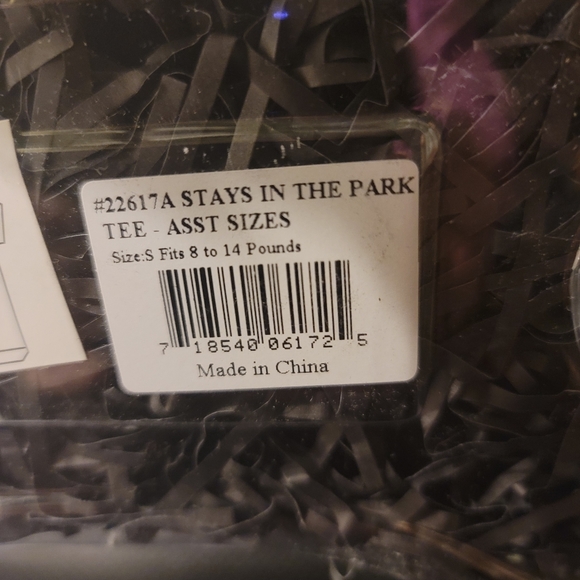 #22617A STAYS IN THE PARK
TEE - ASST SIZES
Size:S Fits 8 to 14 Pounds
7 18540 06172 5
Made in China